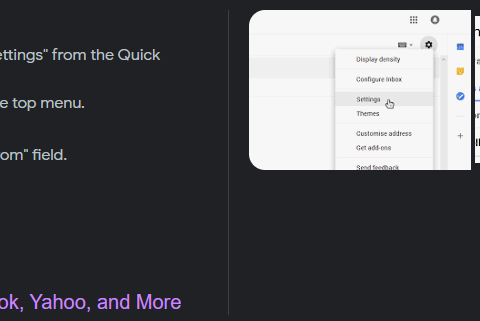 ettings" from the Quick
e top menu.
om" field.
ok, Yahoo, and More
Display density
Configure inbox
Settings
Themes
Customise address
Get add-ons
Send feedback